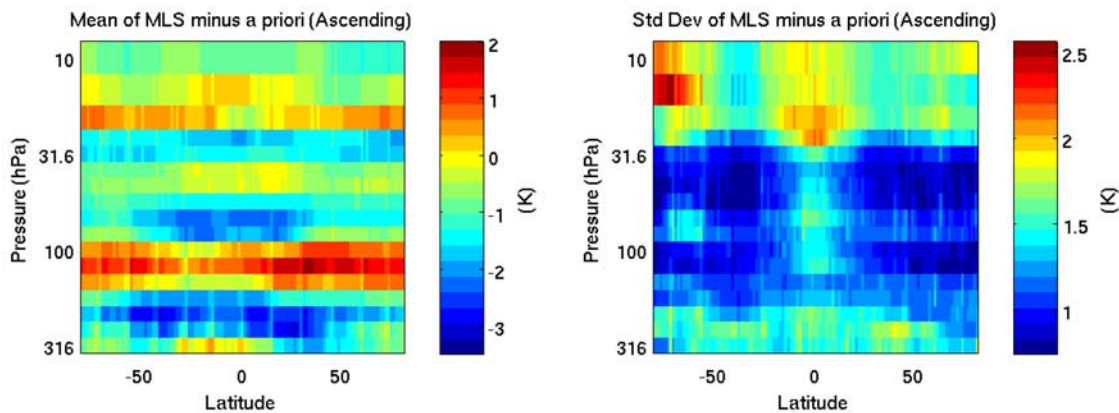 Mean of MLS minus a priori (Ascending)
10
31.6
100
316
Pressure (hPa)
-50 0 50
Latitude
2
1
0
-1
-2
-3
(K)
Std Dev of MLS minus a priori (Ascending)
10
31.6
100
316
Pressure (hPa)
-50 0 50
Latitude
2.5
2
1.5
1
(K)